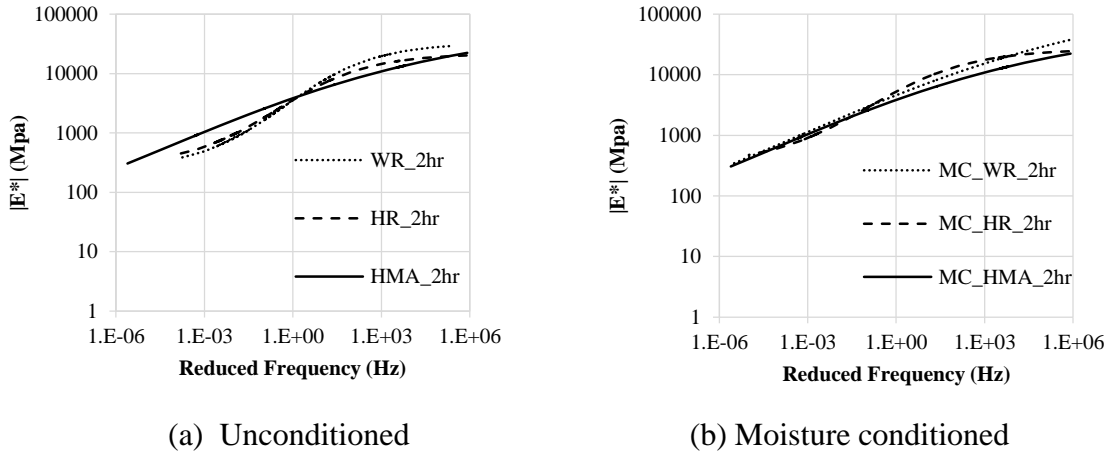 100000
10000
1000
100
10
1
|E*| (Mpa)
WR_2hr
HR_2hr
HMA_2hr
1.E-06 1.E-03 1.E+00 1.E+03 1.E+06
Reduced Frequency (Hz)
(a) Unconditioned
100000
10000
1000
100
10
1
|E*| (Mpa)
MC_WR_2hr
MC_HR_2hr
MC_HMA_2hr
1.E-06 1.E-03 1.E+00 1.E+03 1.E+06
Reduced Frequency (Hz)
(b) Moisture conditioned